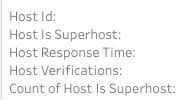 Host Id:
Host Is Superhost:
Host Response Time:
Host Verifications:
Count of Host Is Superhost: